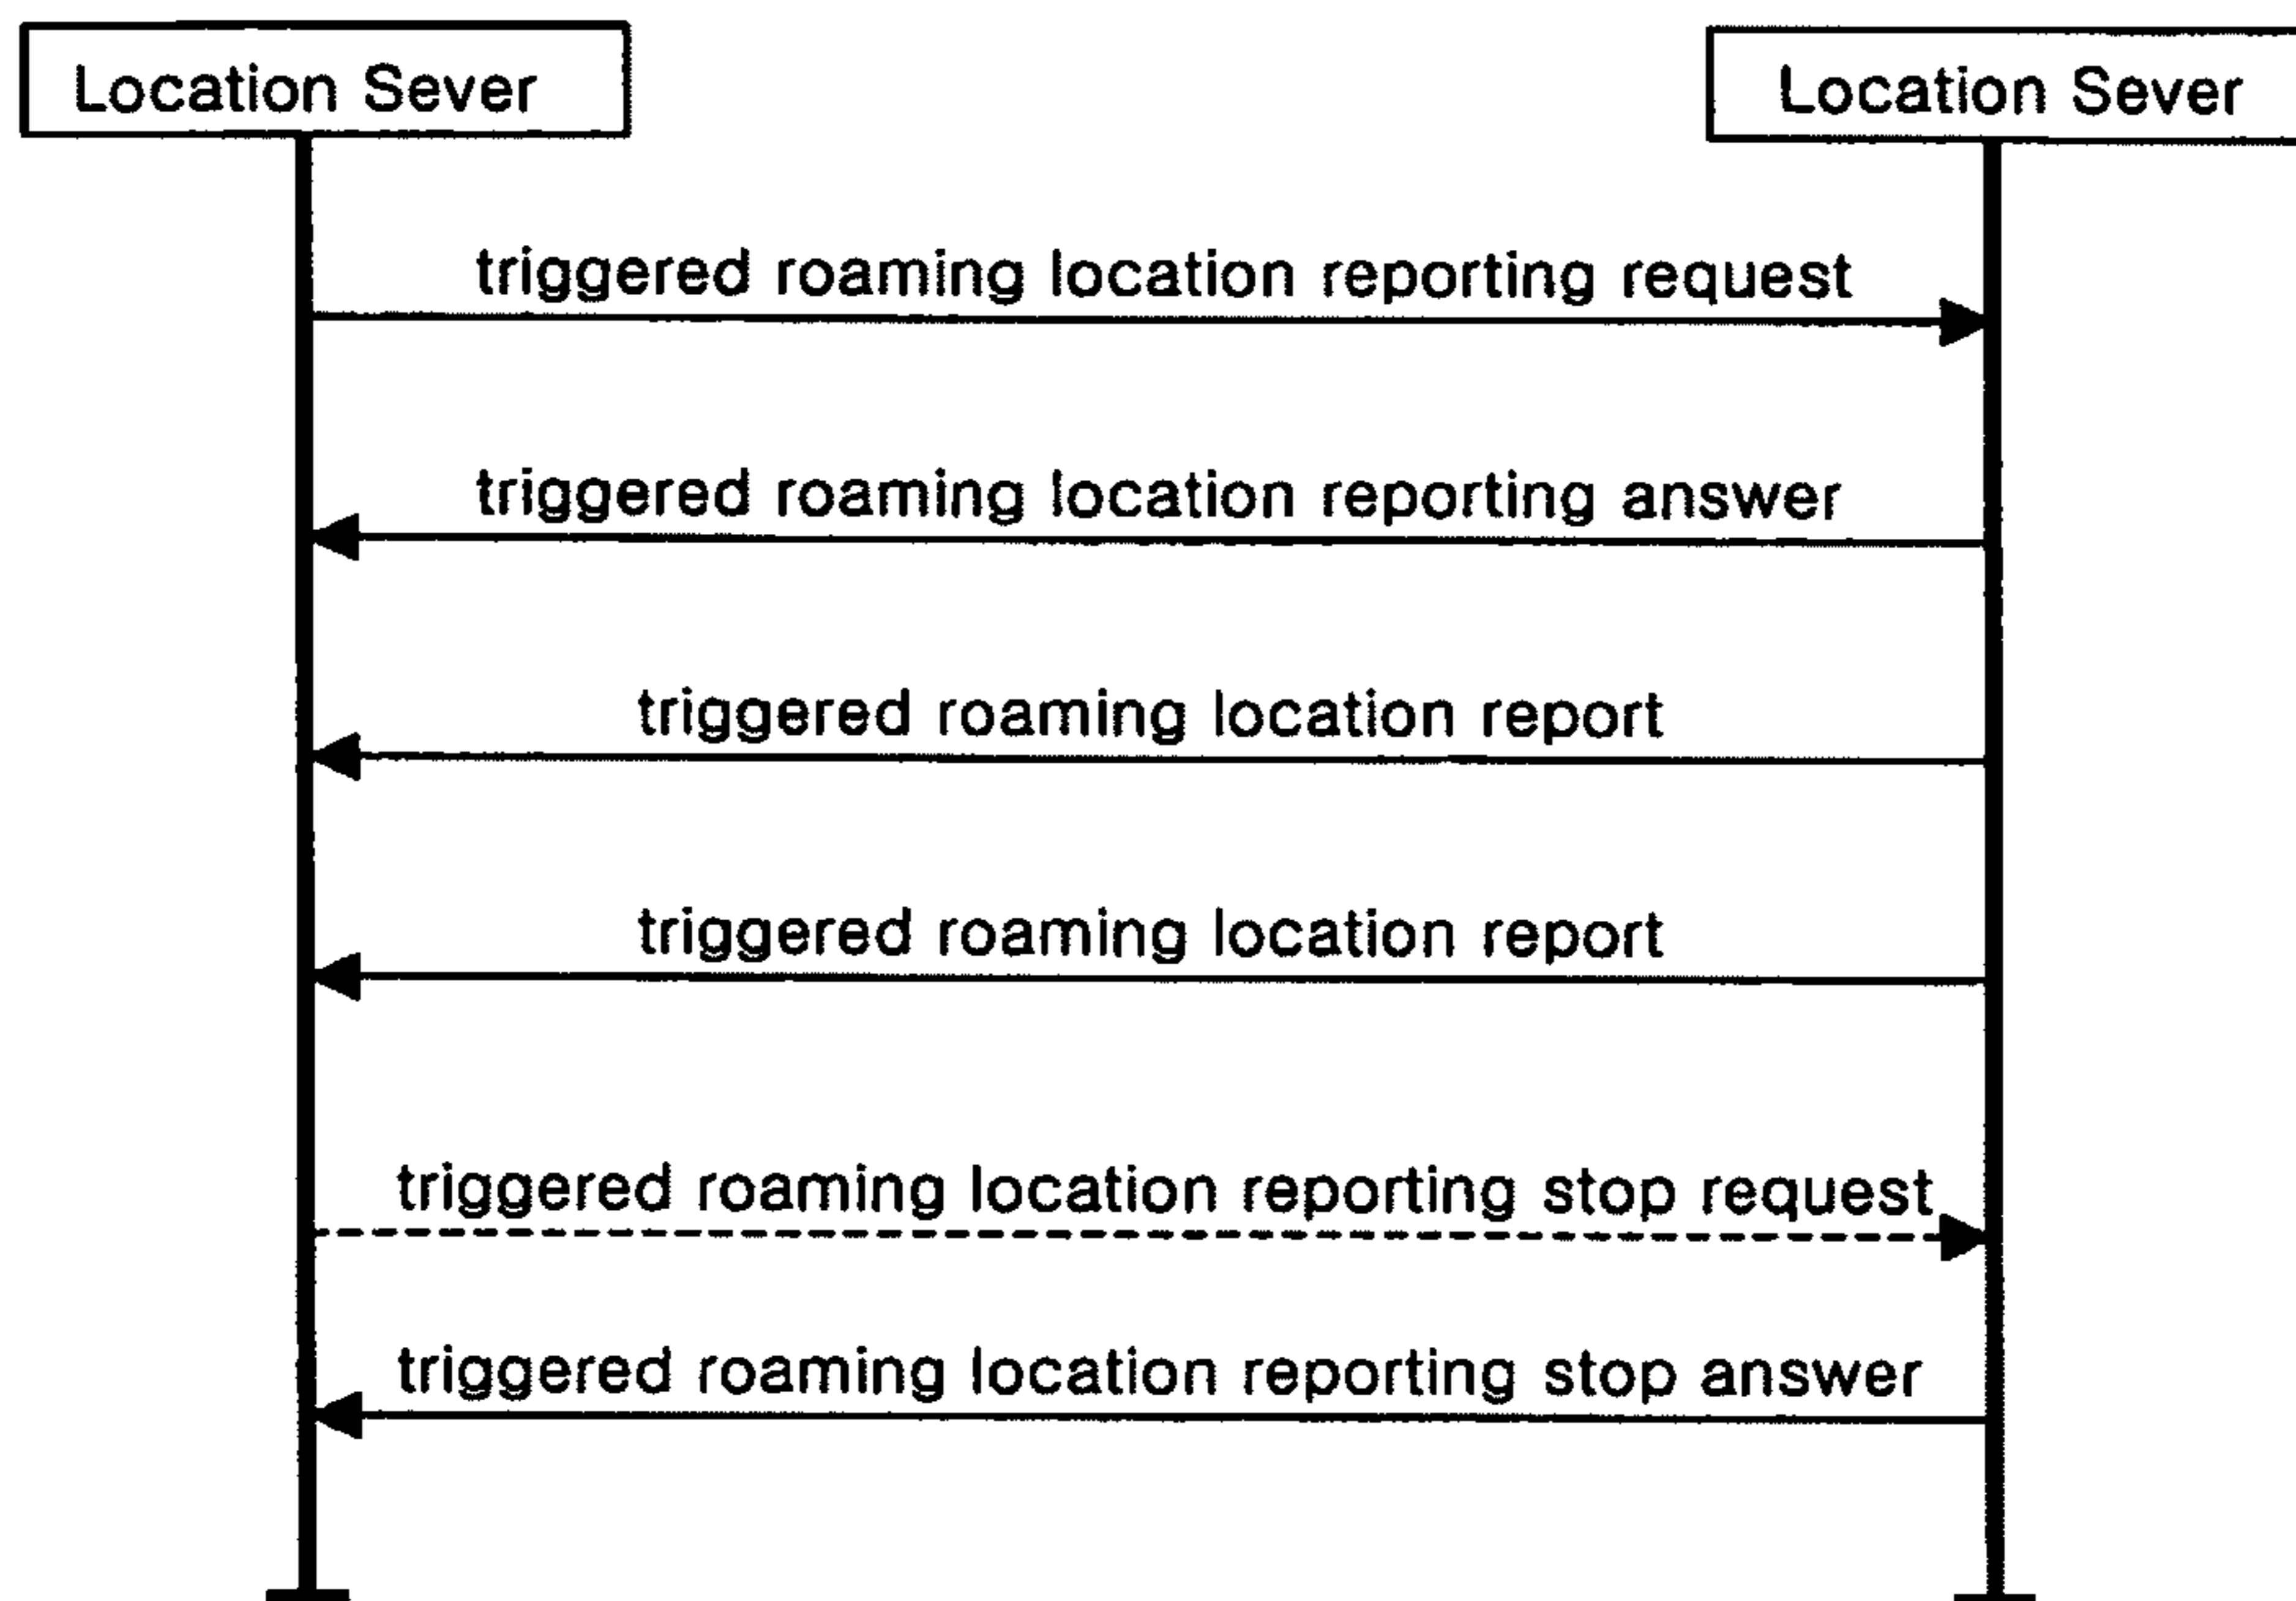 Location Sever
Location Sever
triggered roaming location reporting request
triggered roaming location reporting answer
triggered roaming location report
triggered roaming location report
triggered roaming location reporting stop request
triggered roaming location reporting stop answer